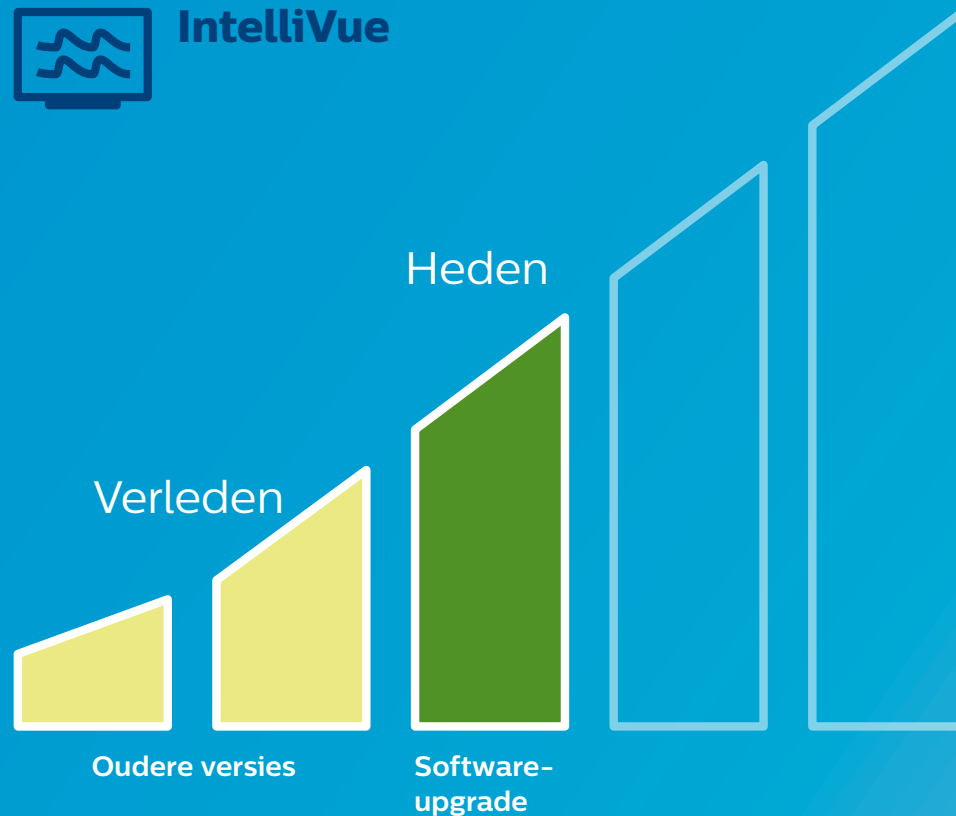 IntelliVue
Heden
Verleden
Oudere versies
Software-
upgrade